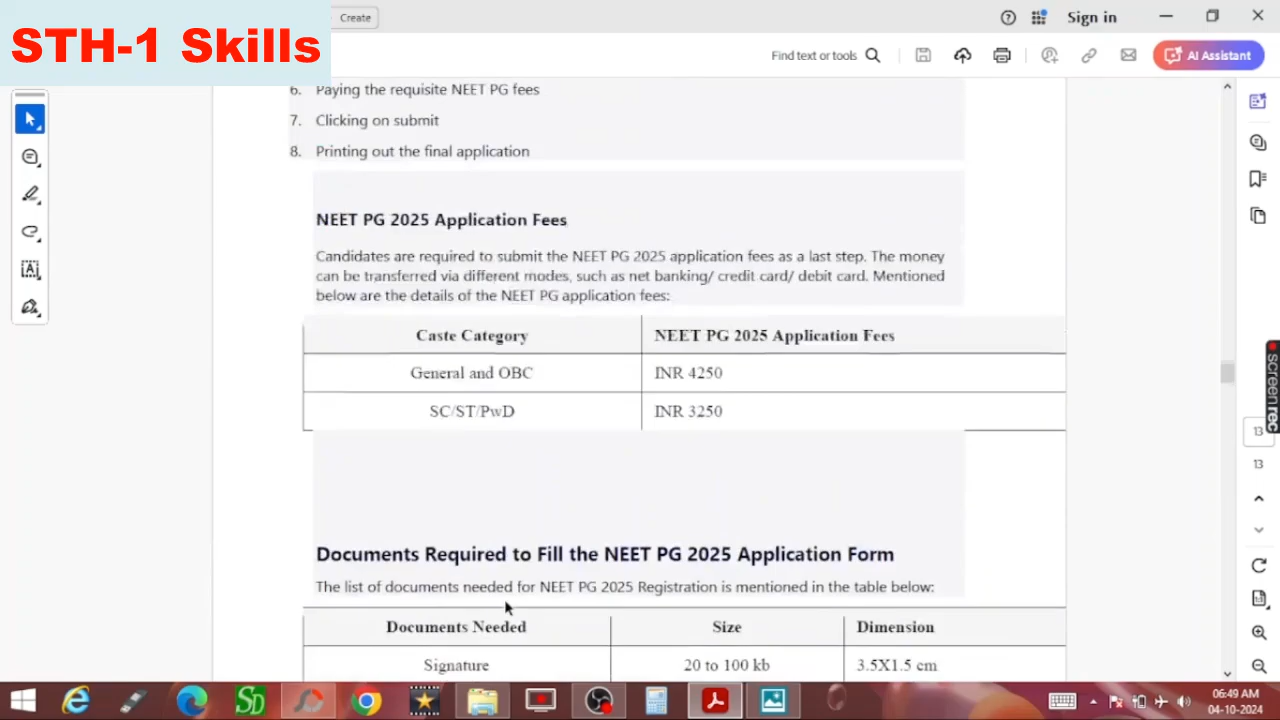 STH-1 Skills
Create
Sign in
Find text or tools
AI Assistant
6. Paying the requisite NEET PG fees
7. Clicking on submit
8. Printing out the final application
NEET PG 2025 Application Fees
Candidates are required to submit the NEET PG 2025 application fees as a last step. The money
can be transferred via different modes, such as net banking/ credit card/ debit card. Mentioned
below are the details of the NEET PG application fees:
Caste Category NEET PG 2025 Application Fees
General and OBC INR 4250
SC/ST/PwD INR 3250
Documents Required to Fill the NEET PG 2025 Application Form
The list of documents needed for NEET PG 2025 Registration is mentioned in the table below:
Documents Needed Size Dimension
Signature 20 to 100 kb 3.5X1.5 cm
screenrec
13
13
SD
06:49 AM
04-10-2024